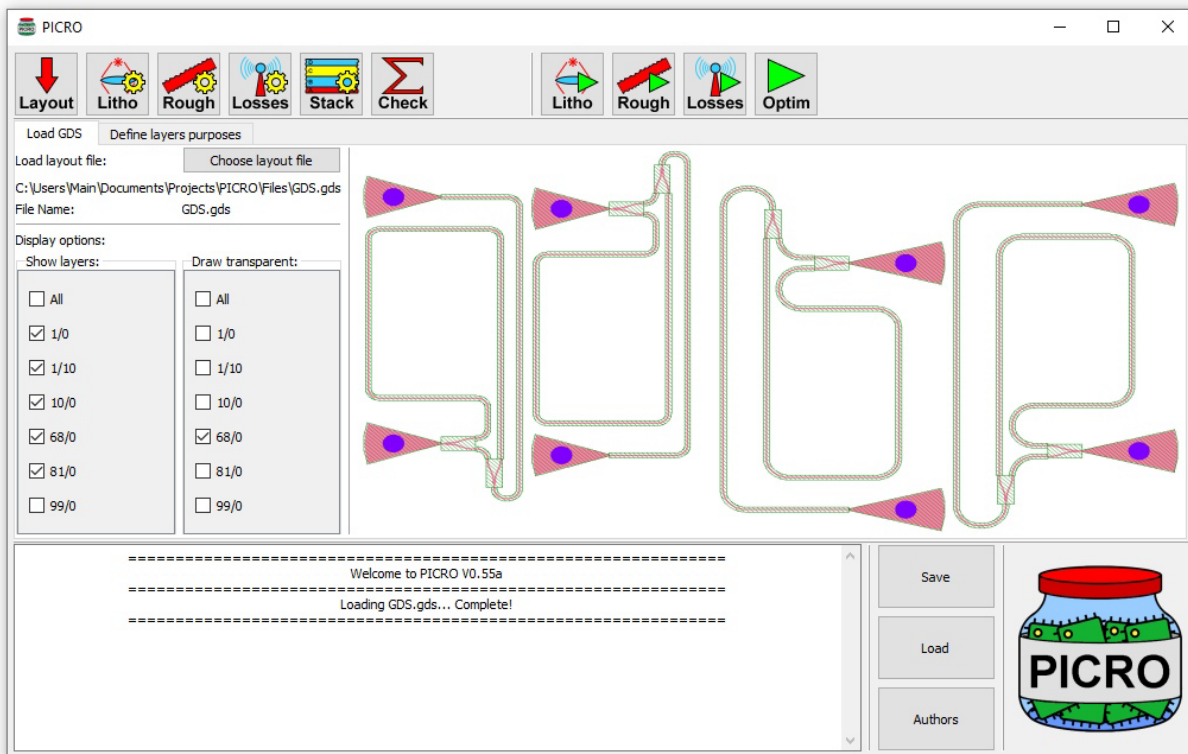 PICRO
PICRO
Layout Litho Rough Losses Stack Check Litho Rough Losses Optim
Load GDS Define layers purposes
Load layout file: Choose layout file
C:\Users\Main\Documents\Projects\PICRO\Files\GDS.gds
File Name: GDS.gds
Display options:
Show layers: Draw transparent:
All All
1/0 1/0
1/10 1/10
10/0 10/0
68/0 68/0
81/0 81/0
99/0 99/0
=================================================================
Welcome to PICRO V0.55a
=================================================================
Loading GDS.gds... Complete!
=================================================================
Save
Load
Authors
PICRO